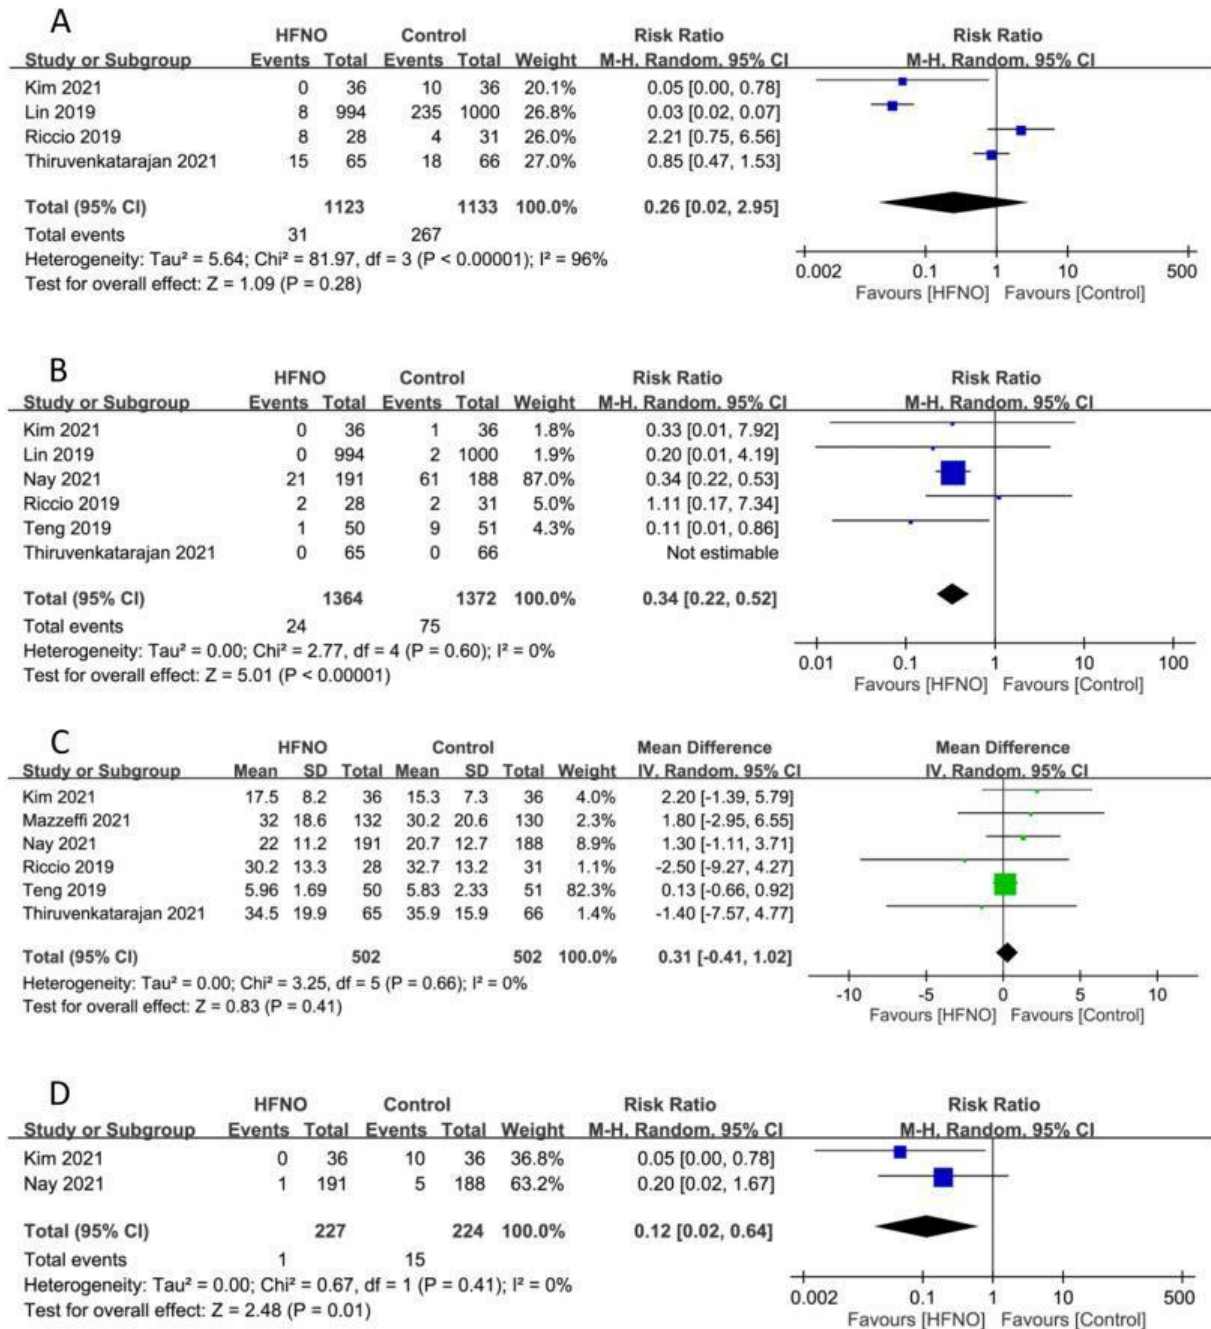 A
HFNO Control Risk Ratio Risk Ratio
Study or Subgroup Events Total Events Total Weight M-H, Random, 95% CI M-H, Random, 95% CI
Kim 2021 0 36 10 36 20.1% 0.05 [0.00, 0.78]
Lin 2019 8 994 235 1000 26.8% 0.03 [0.02, 0.07]
Riccio 2019 8 28 4 31 26.0% 2.21 [0.75, 6.56]
Thiruvenkatarajan 2021 15 65 18 66 27.0% 0.85 [0.47, 1.53]
Total (95% CI) 1123 1133 100.0% 0.26 [0.02, 2.95]
Total events 31 267
Heterogeneity: Tau² = 5.64; Chi² = 81.97, df = 3 (P < 0.00001); I² = 96%
Test for overall effect: Z = 1.09 (P = 0.28)
0.002 0.1 1 10 500
Favours [HFNO] Favours [Control]
B
HFNO Control Risk Ratio Risk Ratio
Study or Subgroup Events Total Events Total Weight M-H, Random, 95% CI M-H, Random, 95% CI
Kim 2021 0 36 1 36 1.8% 0.33 [0.01, 7.92]
Lin 2019 0 994 2 1000 1.9% 0.20 [0.01, 4.19]
Nay 2021 21 191 61 188 87.0% 0.34 [0.22, 0.53]
Riccio 2019 2 28 2 31 5.0% 1.11 [0.17, 7.34]
Teng 2019 1 50 9 51 4.3% 0.11 [0.01, 0.86]
Thiruvenkatarajan 2021 0 65 0 66 Not estimable
Total (95% CI) 1364 1372 100.0% 0.34 [0.22, 0.52]
Total events 24 75
Heterogeneity: Tau² = 0.00; Chi² = 2.77, df = 4 (P = 0.60); I² = 0%
Test for overall effect: Z = 5.01 (P < 0.00001)
0.01 0.1 1 10 100
Favours [HFNO] Favours [Control]
C
HFNO Control Mean Difference Mean Difference
Study or Subgroup Mean SD Total Mean SD Total Weight IV, Random, 95% CI IV, Random, 95% CI
Kim 2021 17.5 8.2 36 15.3 7.3 36 4.0% 2.20 [-1.39, 5.79]
Mazzeffi 2021 32 18.6 132 30.2 20.6 130 2.3% 1.80 [-2.95, 6.55]
Nay 2021 22 11.2 191 20.7 12.7 188 8.9% 1.30 [-1.11, 3.71]
Riccio 2019 30.2 13.3 28 32.7 13.2 31 1.1% -2.50 [-9.27, 4.27]
Teng 2019 5.96 1.69 50 5.83 2.33 51 82.3% 0.13 [-0.66, 0.92]
Thiruvenkatarajan 2021 34.5 19.9 65 35.9 15.9 66 1.4% -1.40 [-7.57, 4.77]
Total (95% CI) 502 502 100.0% 0.31 [-0.41, 1.02]
Heterogeneity: Tau² = 0.00; Chi² = 3.25, df = 5 (P = 0.66); I² = 0%
Test for overall effect: Z = 0.83 (P = 0.41)
-10 -5 0 5 10
Favours [HFNO] Favours [Control]
D
HFNO Control Risk Ratio Risk Ratio
Study or Subgroup Events Total Events Total Weight M-H, Random, 95% CI M-H, Random, 95% CI
Kim 2021 0 36 10 36 36.8% 0.05 [0.00, 0.78]
Nay 2021 1 191 5 188 63.2% 0.20 [0.02, 1.67]
Total (95% CI) 227 224 100.0% 0.12 [0.02, 0.64]
Total events 1 15
Heterogeneity: Tau² = 0.00; Chi² = 0.67, df = 1 (P = 0.41); I² = 0%
Test for overall effect: Z = 2.48 (P = 0.01)
0.002 0.1 1 10 500
Favours [HFNO] Favours [Control]